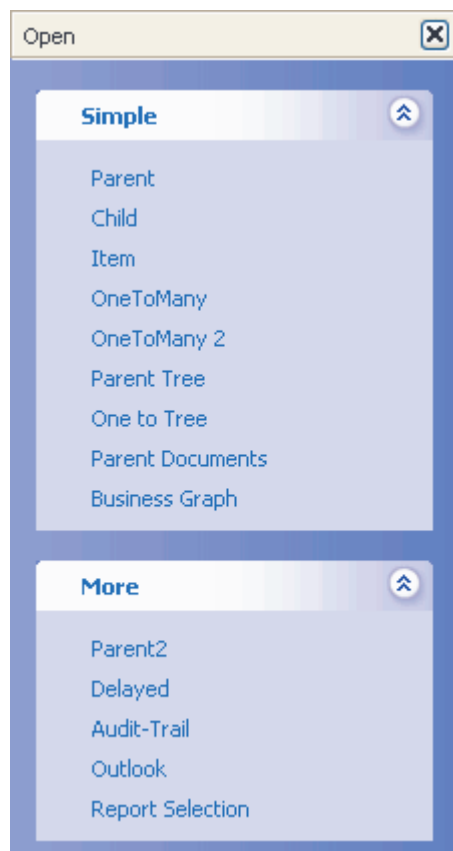 Open
Simple
Parent
Child
Item
OneToMany
OneToMany 2
Parent Tree
One to Tree
Parent Documents
Business Graph
More
Parent2
Delayed
Audit-Trail
Outlook
Report Selection